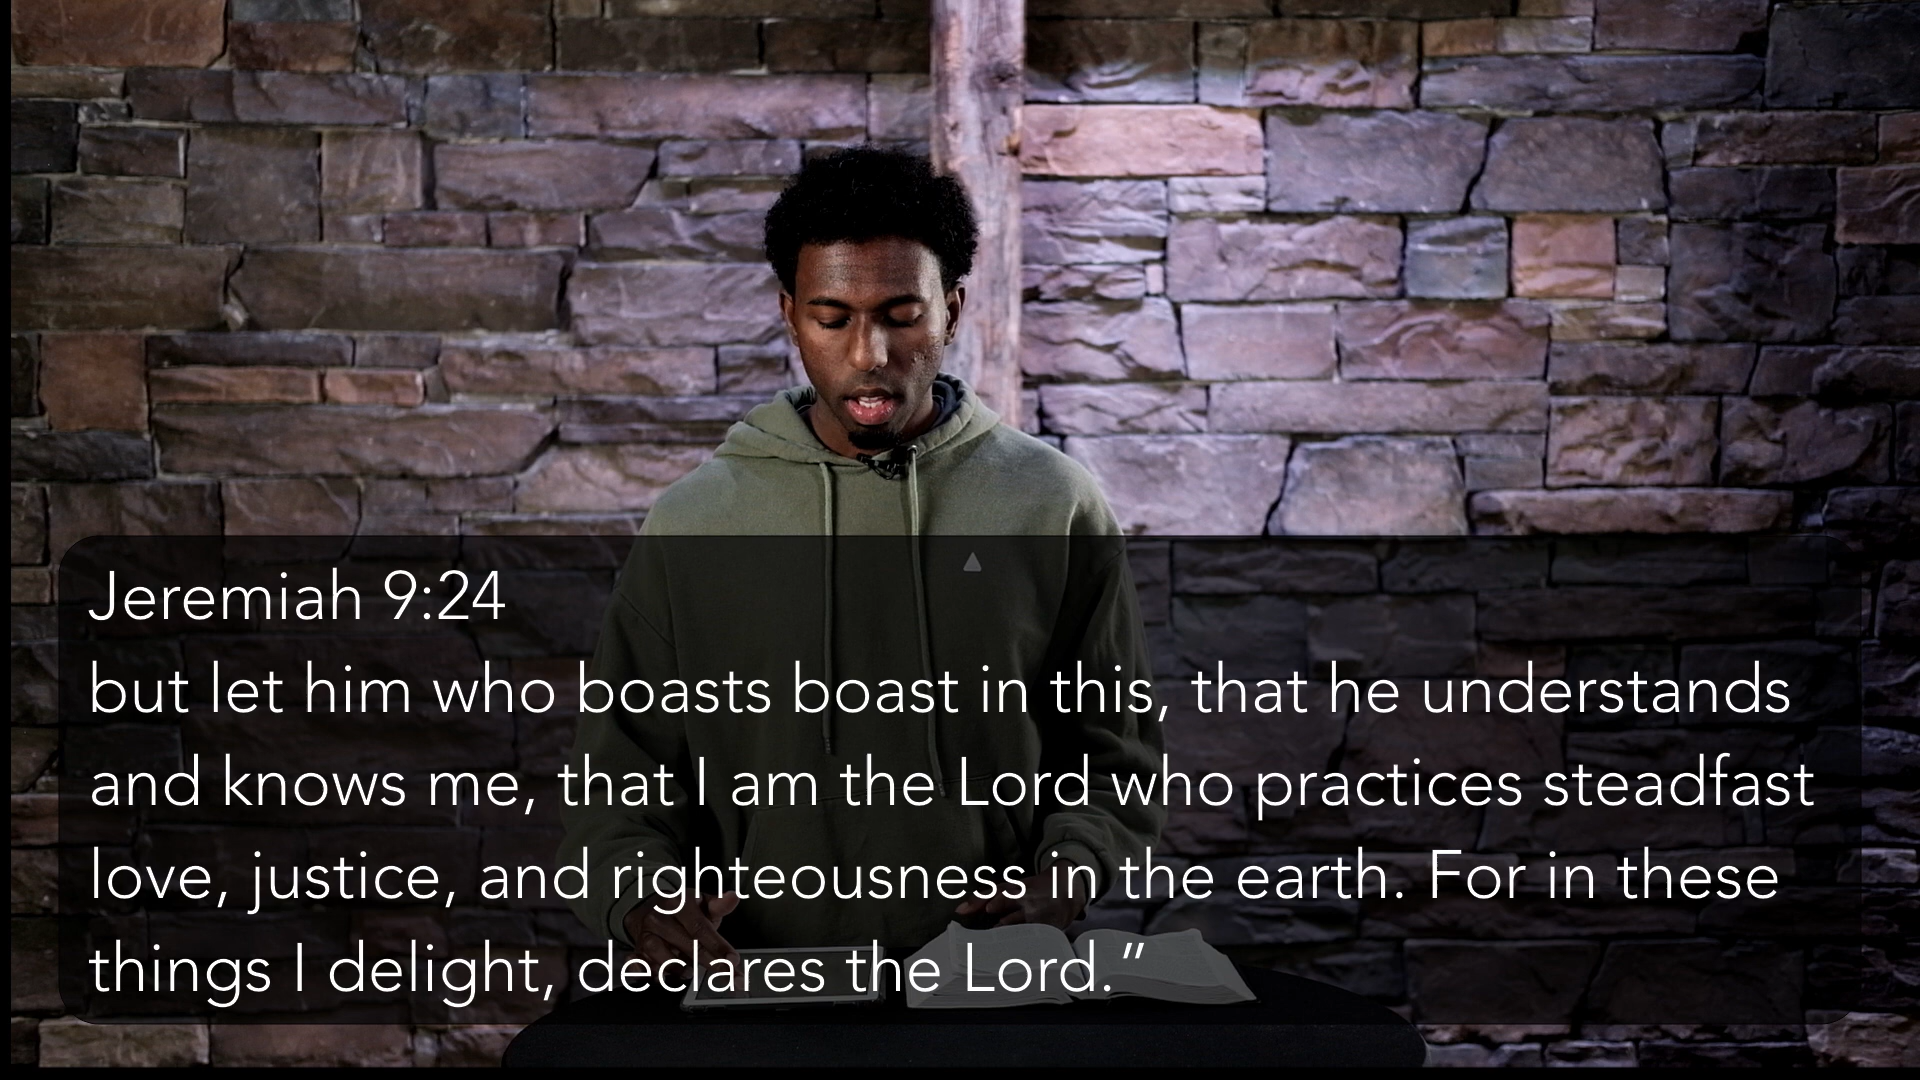 Jeremiah 9:24
but let him who boasts boast in this, that he understands
and knows me, that I am the Lord who practices steadfast
love, justice, and righteousness in the earth. For in these
things I delight, declares the Lord.”